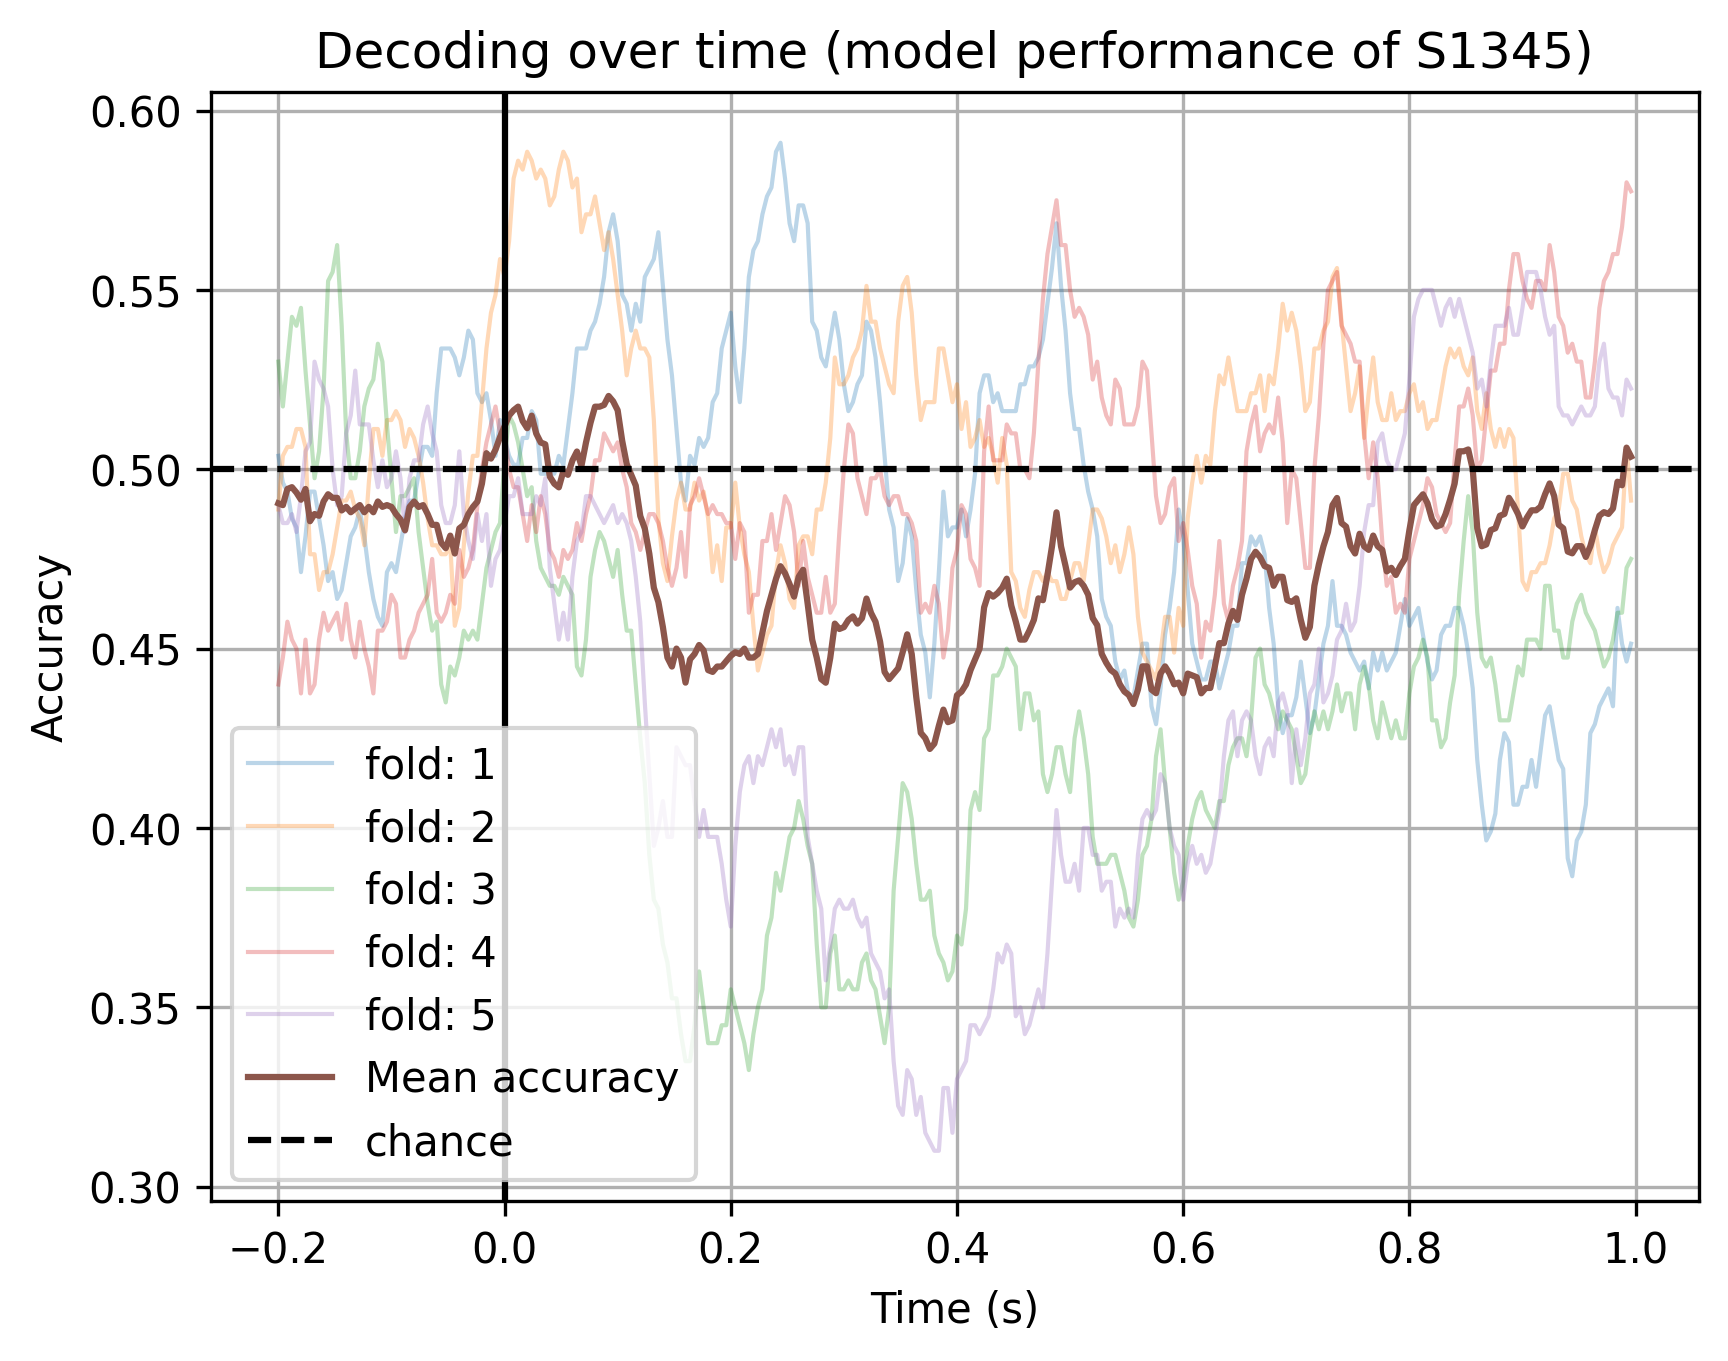 Decoding over time (model performance of S1345)
0.60
0.55
0.50
0.45
0.40
0.35
0.30
Accuracy
fold: 1
fold: 2
fold: 3
fold: 4
fold: 5
Mean accuracy
chance
−0.2 0.0 0.2 0.4 0.6 0.8 1.0
Time (s)